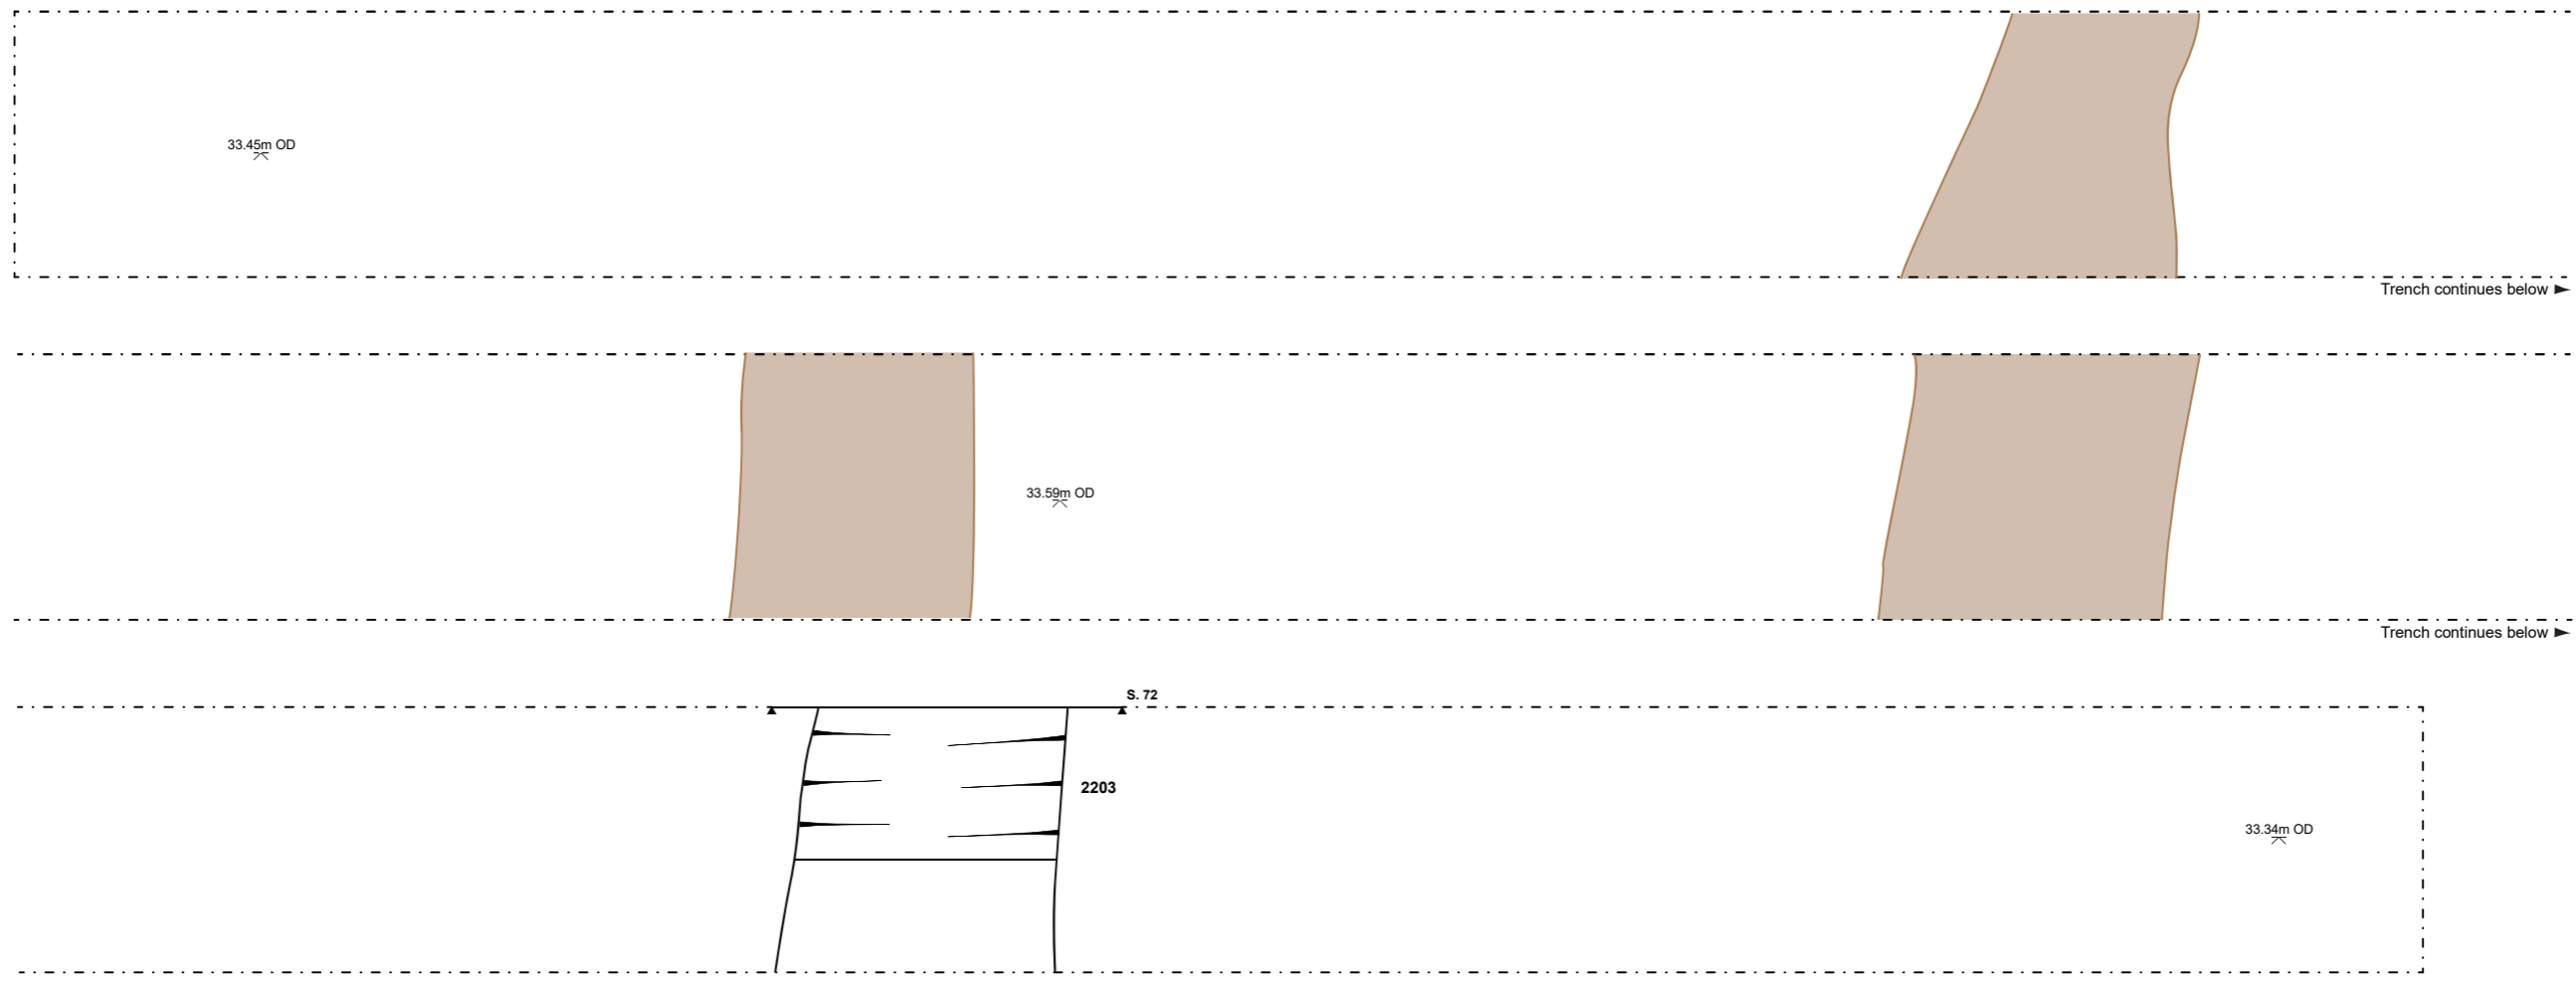 33.45m OD
Trench continues below ►
33.59m OD
Trench continues below ►
S. 72
2203
33.34m OD